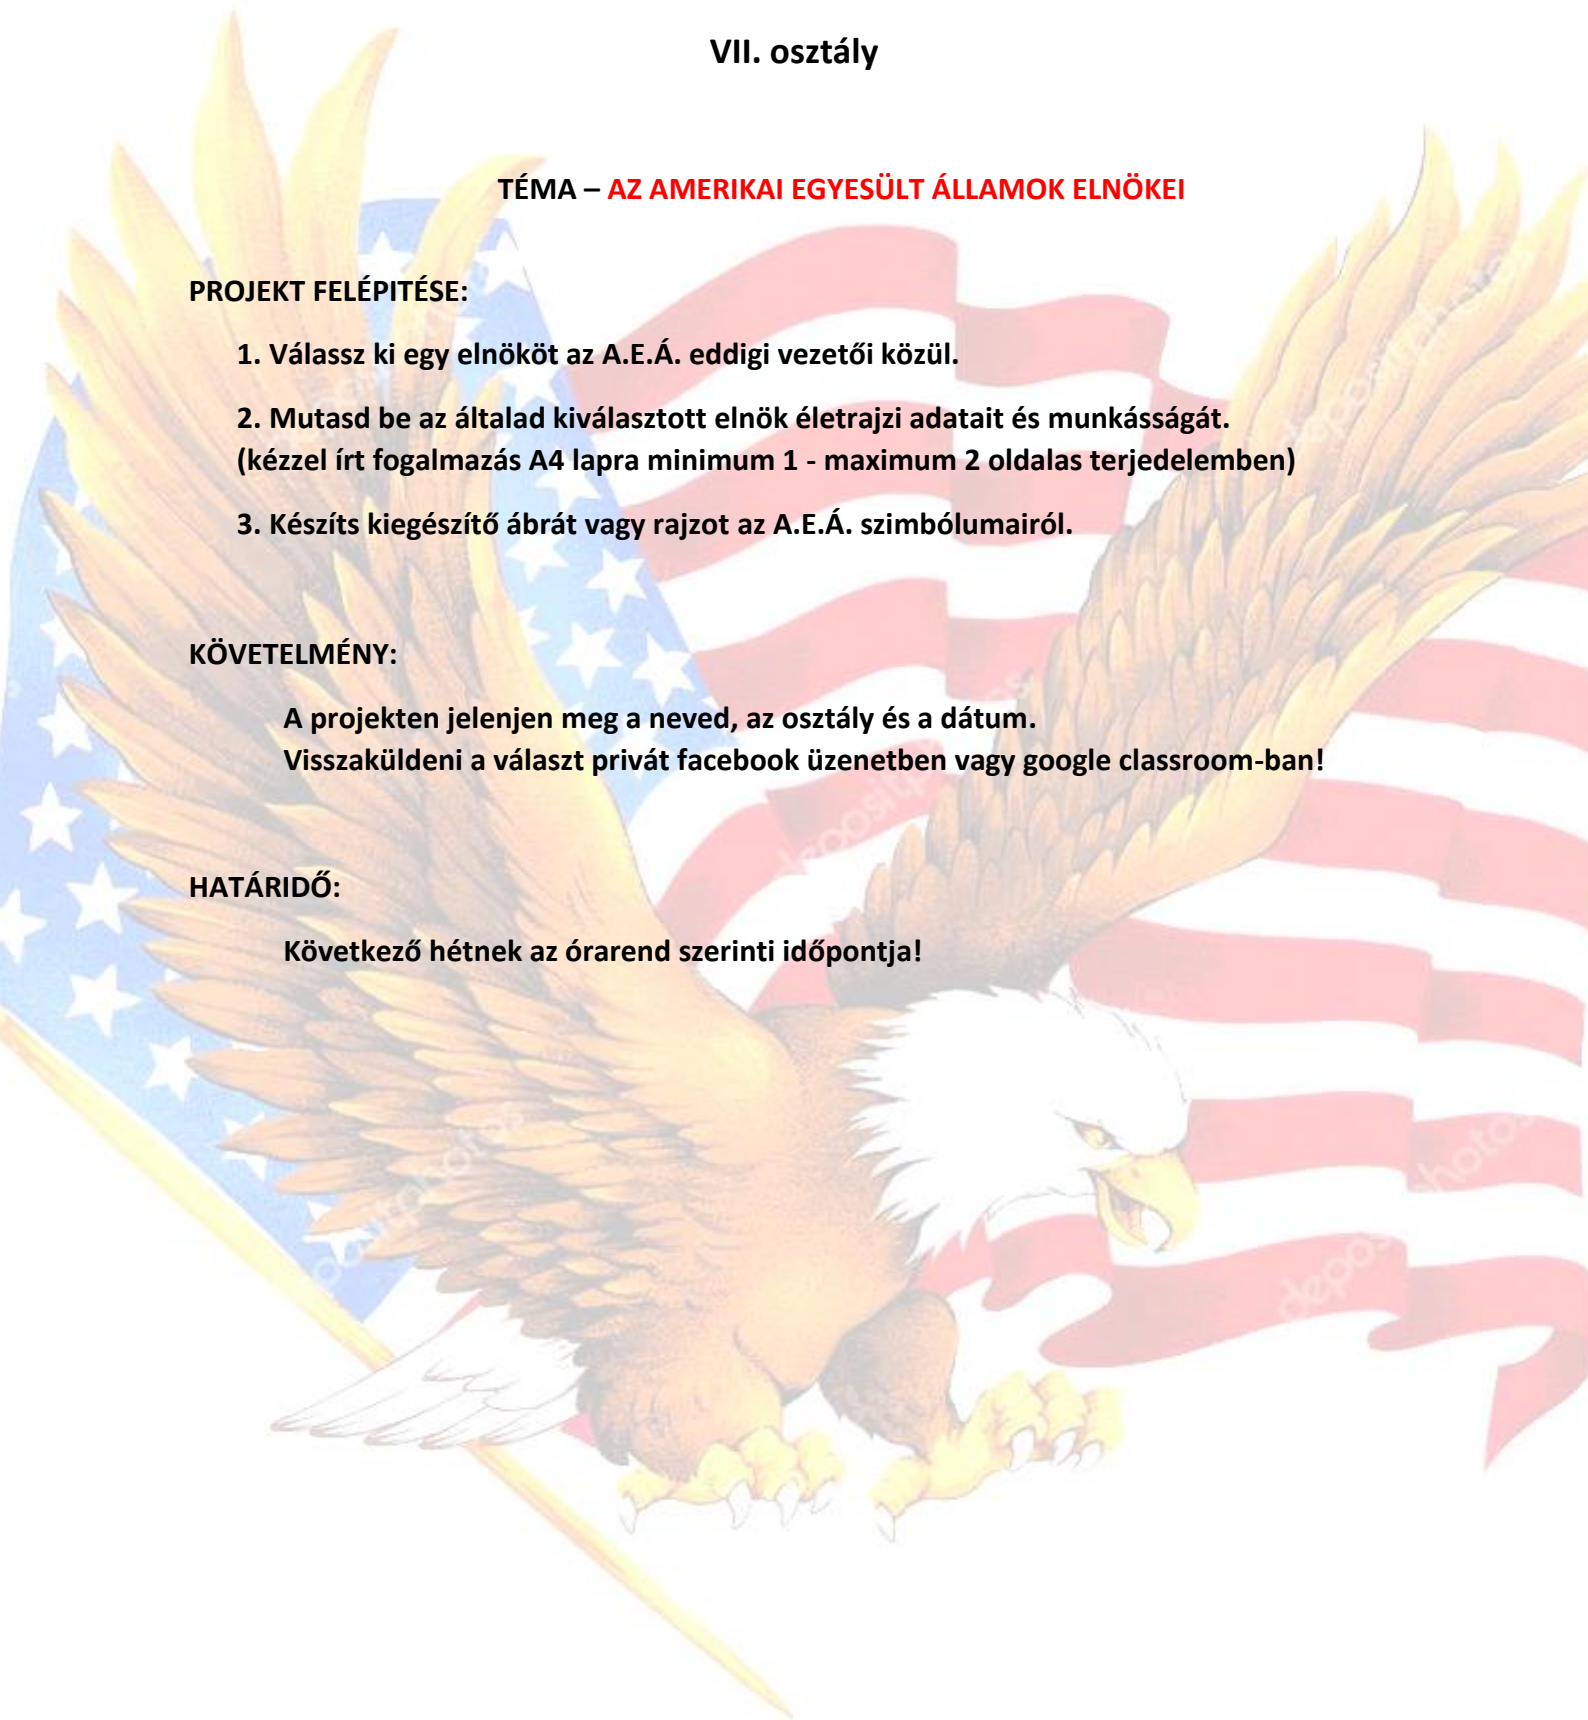 VII. osztály
TÉMA – AZ AMERIKAI EGYESÜLT ÁLLAMOK ELNÖKEI
PROJEKT FELÉPITÉSE:
1. Válassz ki egy elnököt az A.E.Á. eddigi vezetői közül.
2. Mutasd be az általad kiválasztott elnök életrajzi adatait és munkásságát.
(kézzel írt fogalmazás A4 lapra minimum 1 - maximum 2 oldalas terjedelemben)
3. Készíts kiegészítő ábrát vagy rajzot az A.E.Á. szimbólumairól.
KÖVETELMÉNY:
A projekten jelenjen meg a neved, az osztály és a dátum.
Visszaküldeni a választ privát facebook üzenetben vagy google classroom-ban!
HATÁRIDŐ:
Következő hétnek az órarend szerinti időpontja!